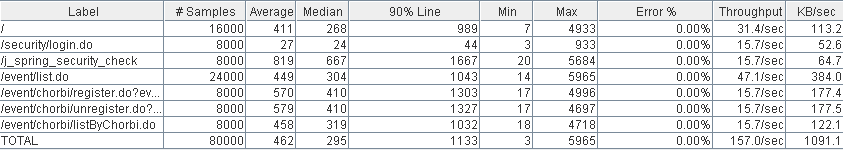 Label # Samples Average Median 90% Line Min Max Error % Throughput KB/sec
/ 16000 411 268 989 7 4933 0.00% 31.4/sec 113.2
/security/login.do 8000 27 24 44 3 933 0.00% 15.7/sec 52.6
/j_spring_security_check 8000 819 667 1667 20 5684 0.00% 15.7/sec 64.7
/event/list.do 24000 449 304 1043 14 5965 0.00% 47.1/sec 384.0
/event/chorbi/register.do?ev... 8000 570 410 1303 17 4996 0.00% 15.7/sec 177.4
/event/chorbi/unregister.do?... 8000 579 410 1327 17 4697 0.00% 15.7/sec 177.5
/event/chorbi/listByChorbi.do 8000 458 319 1032 18 4718 0.00% 15.7/sec 122.1
TOTAL 80000 462 295 1133 3 5965 0.00% 157.0/sec 1091.1